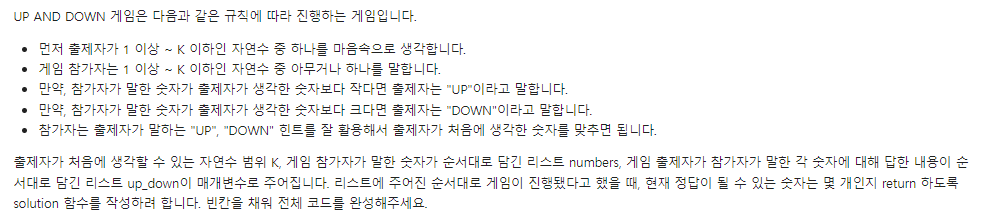 UP AND DOWN 게임은 다음과 같은 규칙에 따라 진행하는 게임입니다.
• 먼저 출제자가 1 이상 ~ K 이하인 자연수 중 하나를 마음속으로 생각합니다.
• 게임 참가자는 1 이상 ~ K 이하인 자연수 중 아무거나 하나를 말합니다.
• 만약, 참가자가 말한 숫자가 출제자가 생각한 숫자보다 작다면 출제자는 "UP"이라고 말합니다.
• 만약, 참가자가 말한 숫자가 출제자가 생각한 숫자보다 크다면 출제자는 "DOWN"이라고 말합니다.
• 참가자는 출제자가 말하는 "UP", "DOWN" 힌트를 잘 활용해서 출제자가 처음에 생각한 숫자를 맞추면 됩니다.
출제자가 처음에 생각할 수 있는 자연수 범위 K, 게임 참가자가 말한 숫자가 순서대로 담긴 리스트 numbers, 게임 출제자가 참가자가 말한 각 숫자에 대해 답한 내용이 순
서대로 담긴 리스트 up_down이 매개변수로 주어집니다. 리스트에 주어진 순서대로 게임이 진행됐다고 했을 때, 현재 정답이 될 수 있는 숫자는 몇 개인지 return 하도록
solution 함수를 작성하려 합니다. 빈칸을 채워 전체 코드를 완성해주세요.